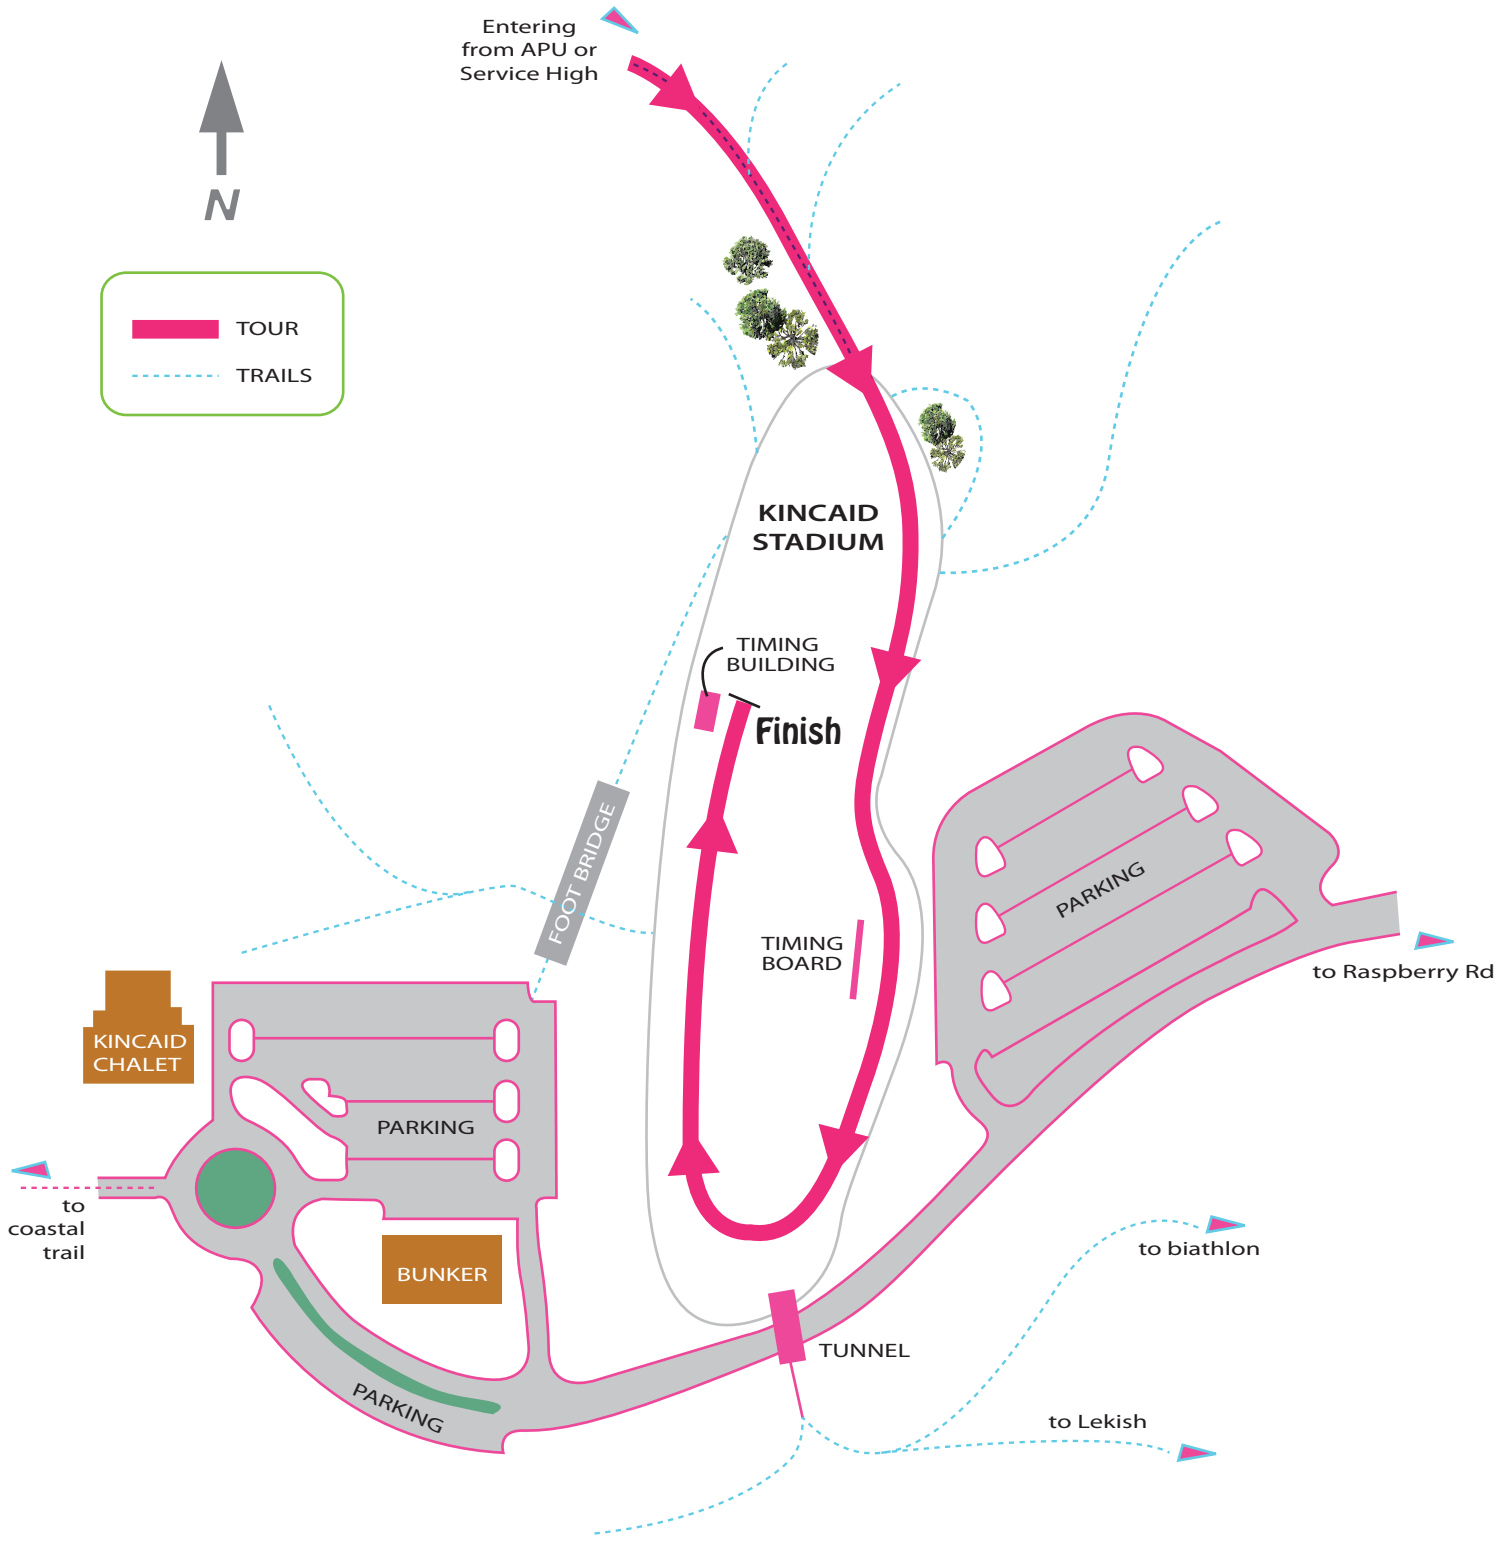 Entering
from APU or
Service High
N
TOUR
TRAILS
KINCAID
STADIUM
TIMING
BUILDING
Finish
FOOT BRIDGE
PARKING
TIMING
BOARD
to Raspberry Rd
KINCAID
CHALET
PARKING
to
coastal
trail
BUNKER
to biathlon
TUNNEL
PARKING
to Lekish